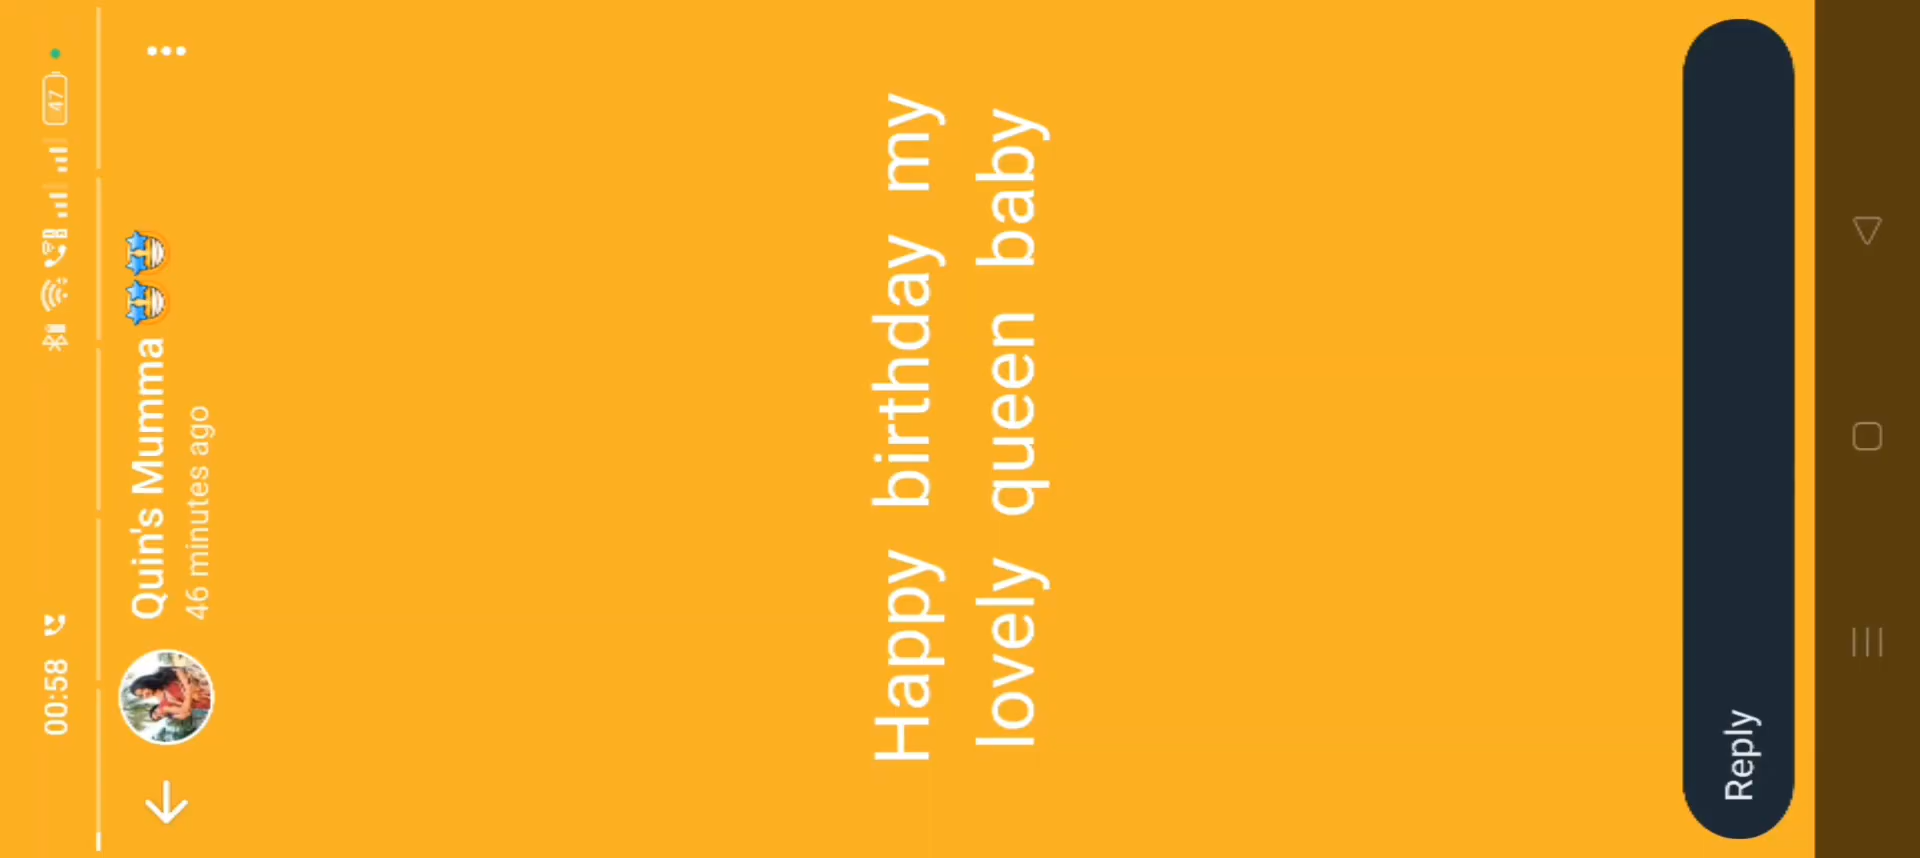 00:58
47
Quin's Mumma 🤩🤩
46 minutes ago
Happy birthday my
lovely queen baby
Reply